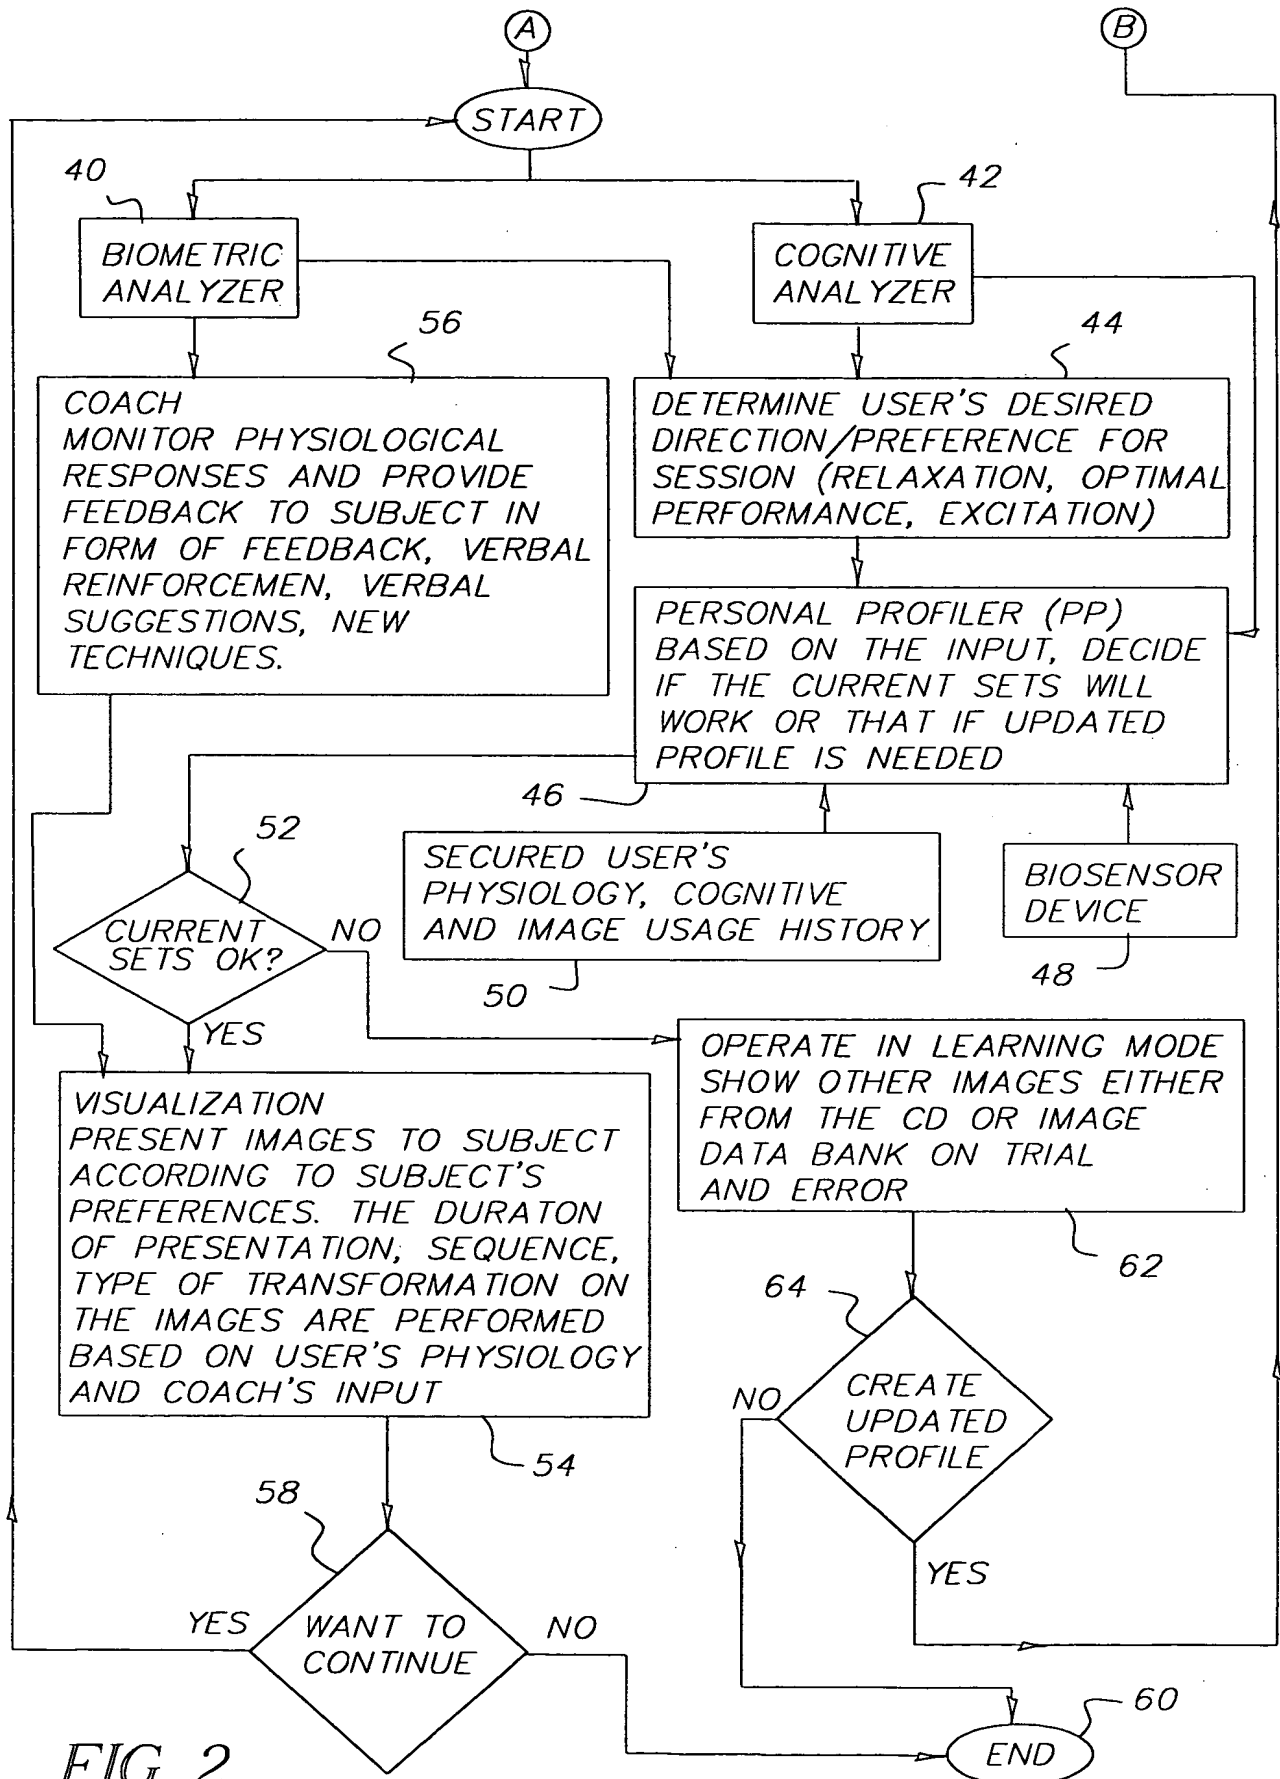 A
B
START
40
42
BIOMETRIC
ANALYZER
COGNITIVE
ANALYZER
56
44
COACH
MONITOR PHYSIOLOGICAL
RESPONSES AND PROVIDE
FEEDBACK TO SUBJECT IN
FORM OF FEEDBACK, VERBAL
REINFORCEMEN, VERBAL
SUGGESTIONS, NEW
TECHNIQUES.
DETERMINE USER'S DESIRED
DIRECTION/PREFERENCE FOR
SESSION (RELAXATION, OPTIMAL
PERFORMANCE, EXCITATION)
PERSONAL PROFILER (PP)
BASED ON THE INPUT, DECIDE
IF THE CURRENT SETS WILL
WORK OR THAT IF UPDATED
PROFILE IS NEEDED
46
52
SECURED USER'S
PHYSIOLOGY, COGNITIVE
AND IMAGE USAGE HISTORY
50
BIOSENSOR
DEVICE
48
CURRENT
SETS OK?
NO
YES
VISUALIZATION
PRESENT IMAGES TO SUBJECT
ACCORDING TO SUBJECT'S
PREFERENCES. THE DURATON
OF PRESENTATION, SEQUENCE,
TYPE OF TRANSFORMATION ON
THE IMAGES ARE PERFORMED
BASED ON USER'S PHYSIOLOGY
AND COACH'S INPUT
54
OPERATE IN LEARNING MODE
SHOW OTHER IMAGES EITHER
FROM THE CD OR IMAGE
DATA BANK ON TRIAL
AND ERROR
62
64
CREATE
UPDATED
PROFILE
NO
YES
58
WANT TO
CONTINUE
YES
NO
60
END
FIG. 2